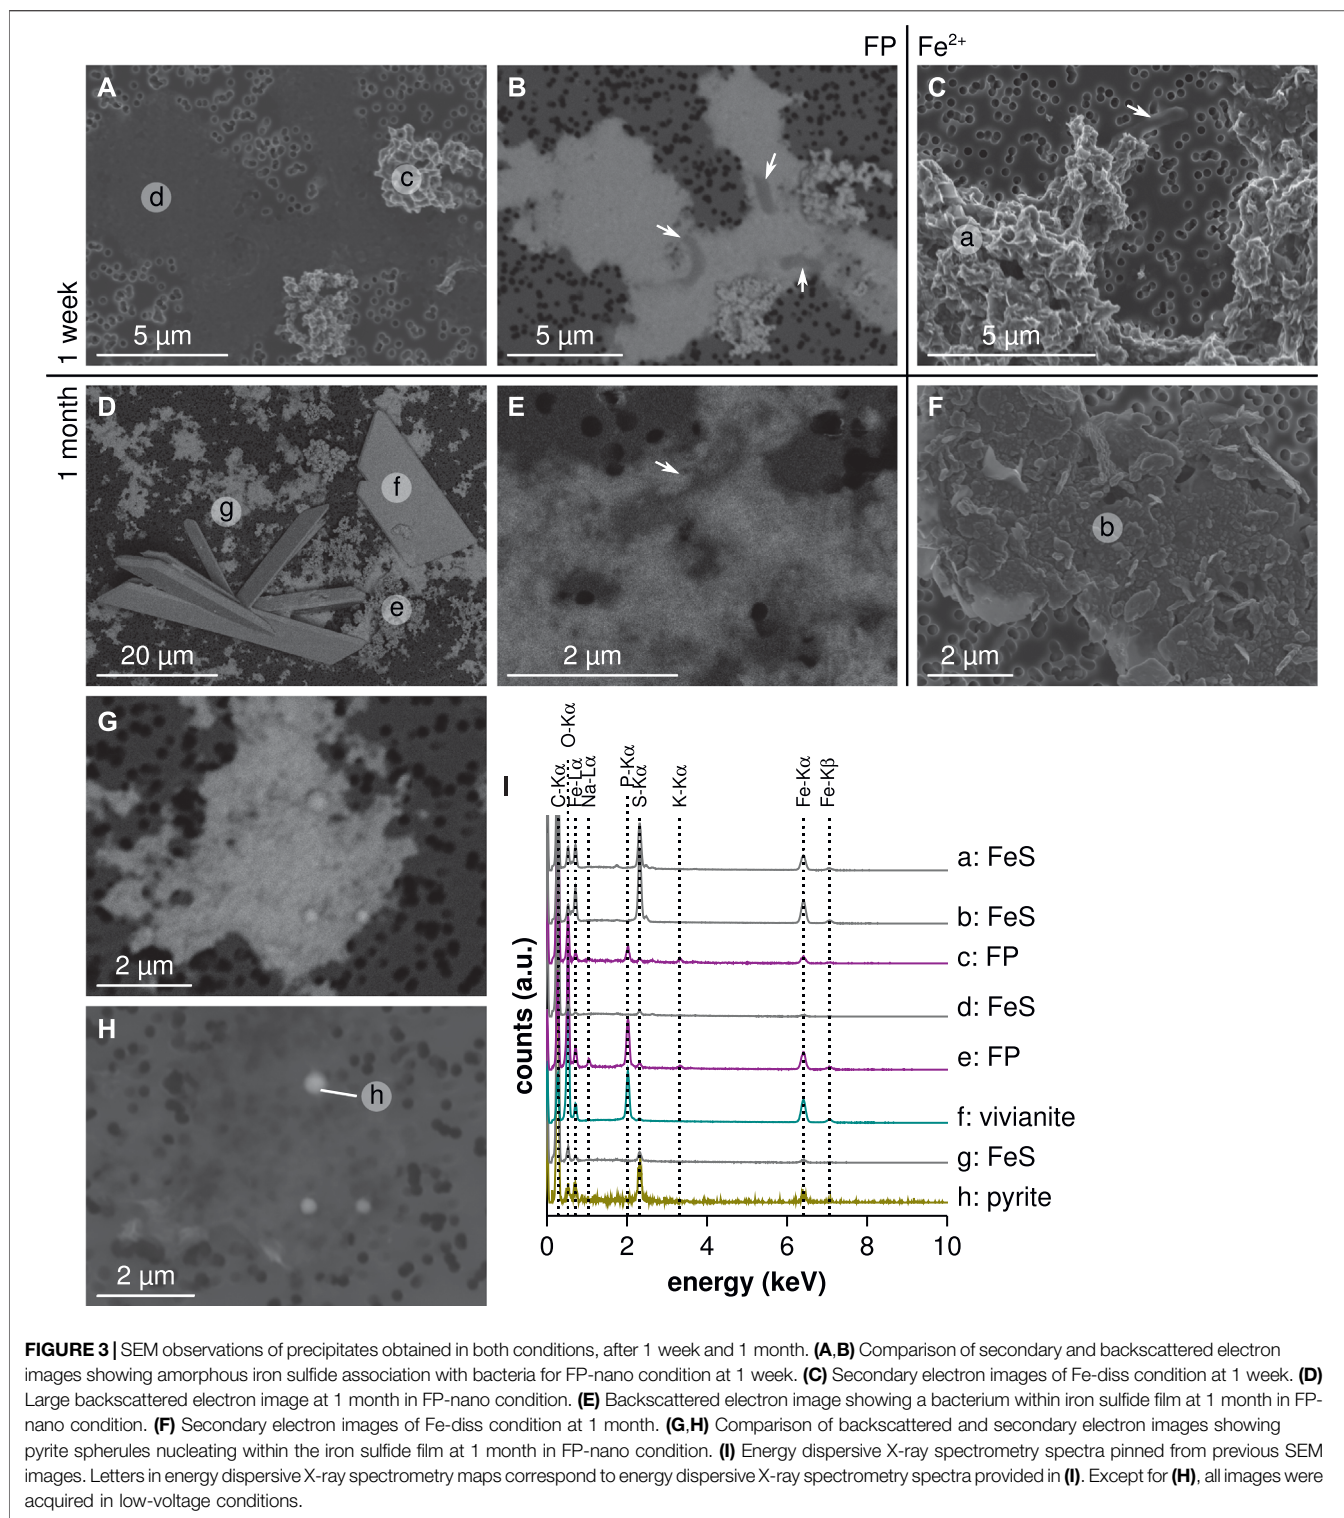 FP
Fe²⁺
1 week
A
d
c
5 μm
B
5 μm
C
a
5 μm
1 month
D
f
g
e
20 μm
E
2 μm
F
b
2 μm
G
2 μm
H
h
2 μm
I
C-Kα
O-Kα
Fe-Lα
Na-Lα
P-Kα
S-Kα
K-Kα
Fe-Kα
Fe-Kβ
a: FeS
b: FeS
c: FP
d: FeS
e: FP
f: vivianite
g: FeS
h: pyrite
counts (a.u.)
0 2 4 6 8 10
energy (keV)
FIGURE 3 | SEM observations of precipitates obtained in both conditions, after 1 week and 1 month. (A,B) Comparison of secondary and backscattered electron
images showing amorphous iron sulfide association with bacteria for FP-nano condition at 1 week. (C) Secondary electron images of Fe-diss condition at 1 week. (D)
Large backscattered electron image at 1 month in FP-nano condition. (E) Backscattered electron image showing a bacterium within iron sulfide film at 1 month in FP-
nano condition. (F) Secondary electron images of Fe-diss condition at 1 month. (G,H) Comparison of backscattered and secondary electron images showing
pyrite spherules nucleating within the iron sulfide film at 1 month in FP-nano condition. (I) Energy dispersive X-ray spectrometry spectra pinned from previous SEM
images. Letters in energy dispersive X-ray spectrometry maps correspond to energy dispersive X-ray spectrometry spectra provided in (I). Except for (H), all images were
acquired in low-voltage conditions.